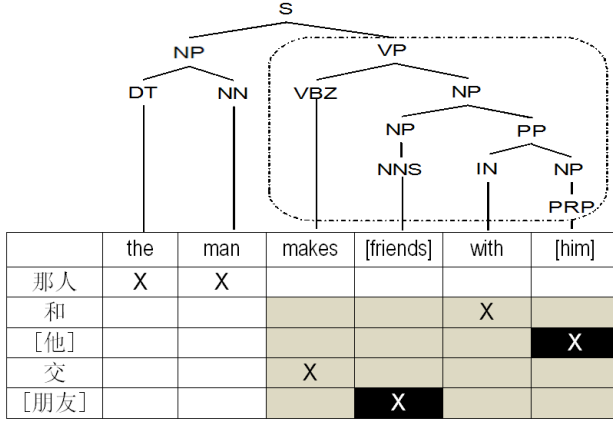 S
NP VP
DT NN VBZ NP
NP PP
NNS IN NP
PRP
the man makes [friends] with [him]
那人 X X
和 X
[他] X
交 X
[朋友] X